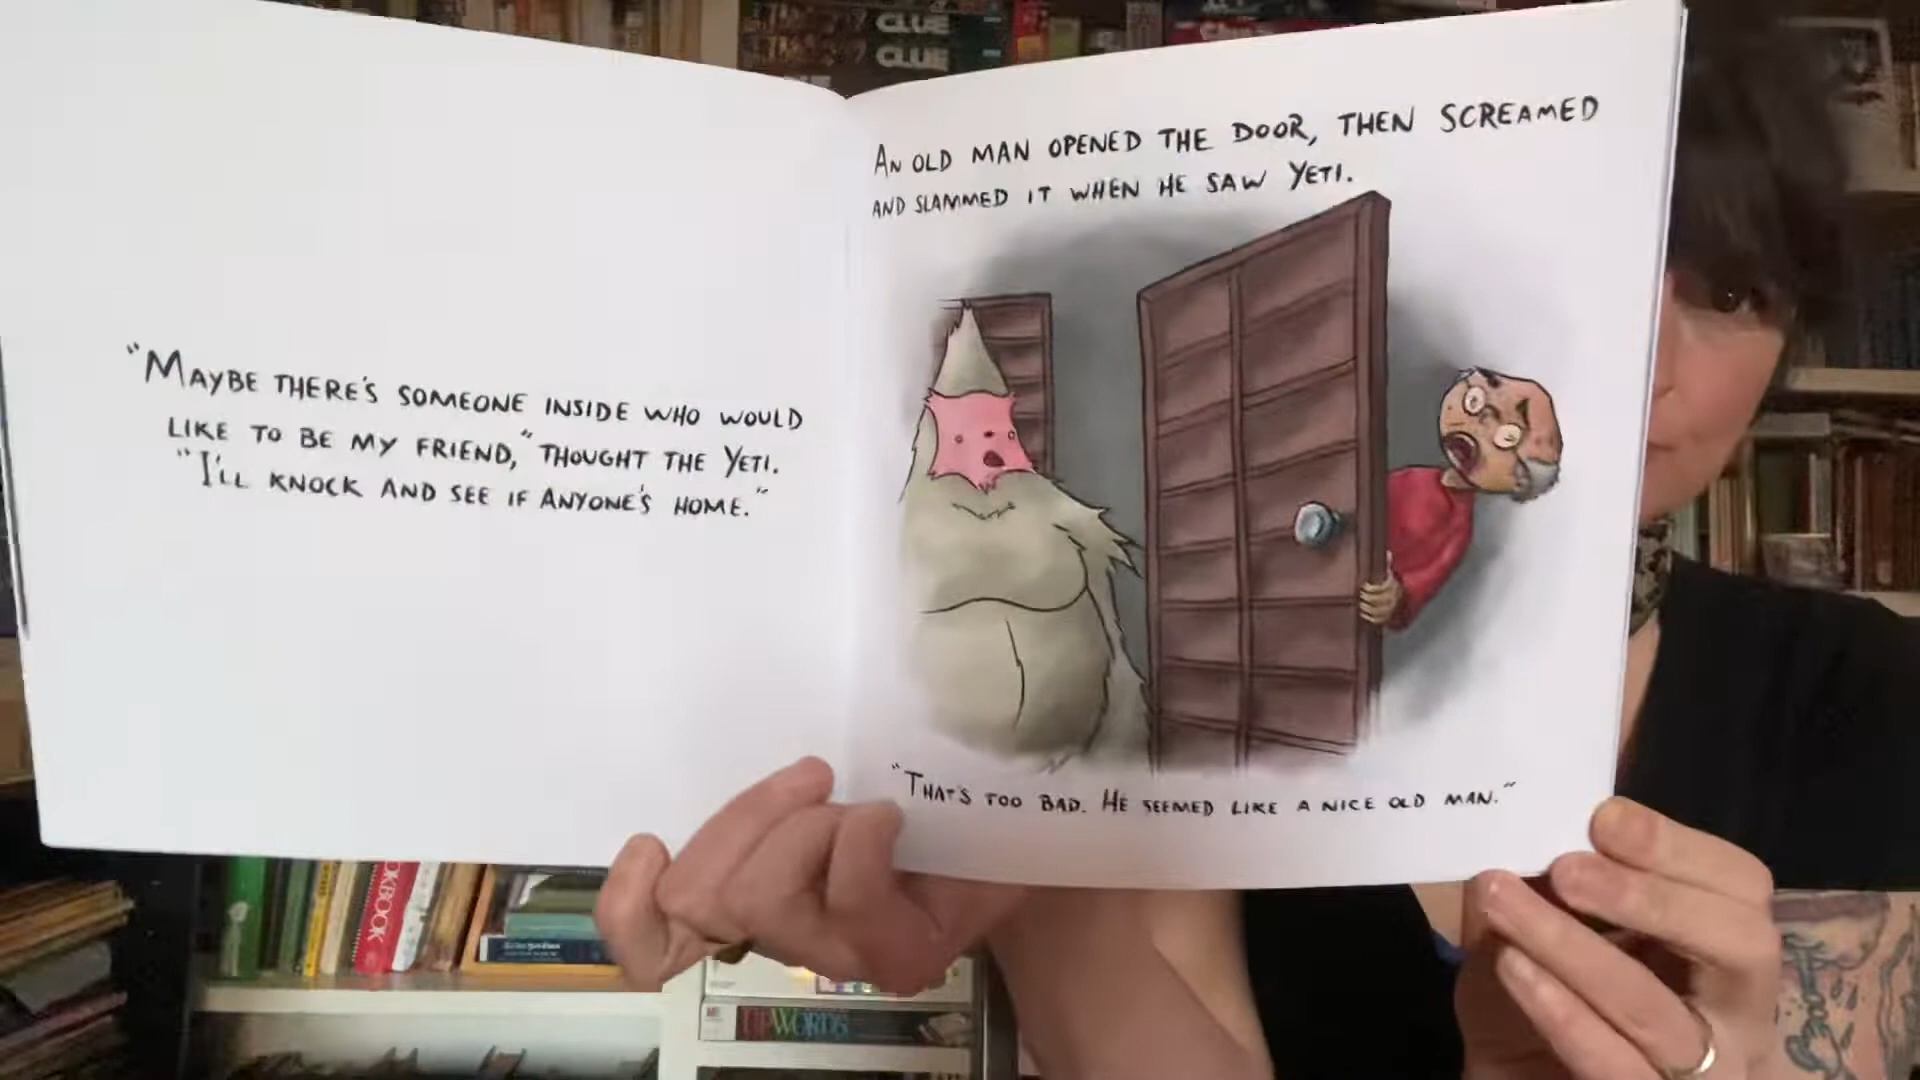 CLUE
CLUE
"MAYBE THERE'S SOMEONE INSIDE WHO WOULD
LIKE TO BE MY FRIEND," THOUGHT THE YETI.
"I'LL KNOCK AND SEE IF ANYONE'S HOME."
AN OLD MAN OPENED THE DOOR, THEN SCREAMED
AND SLAMMED IT WHEN HE SAW YETI.
"THAT'S TOO BAD. HE SEEMED LIKE A NICE OLD MAN."
OKBOOK
UPWORDS